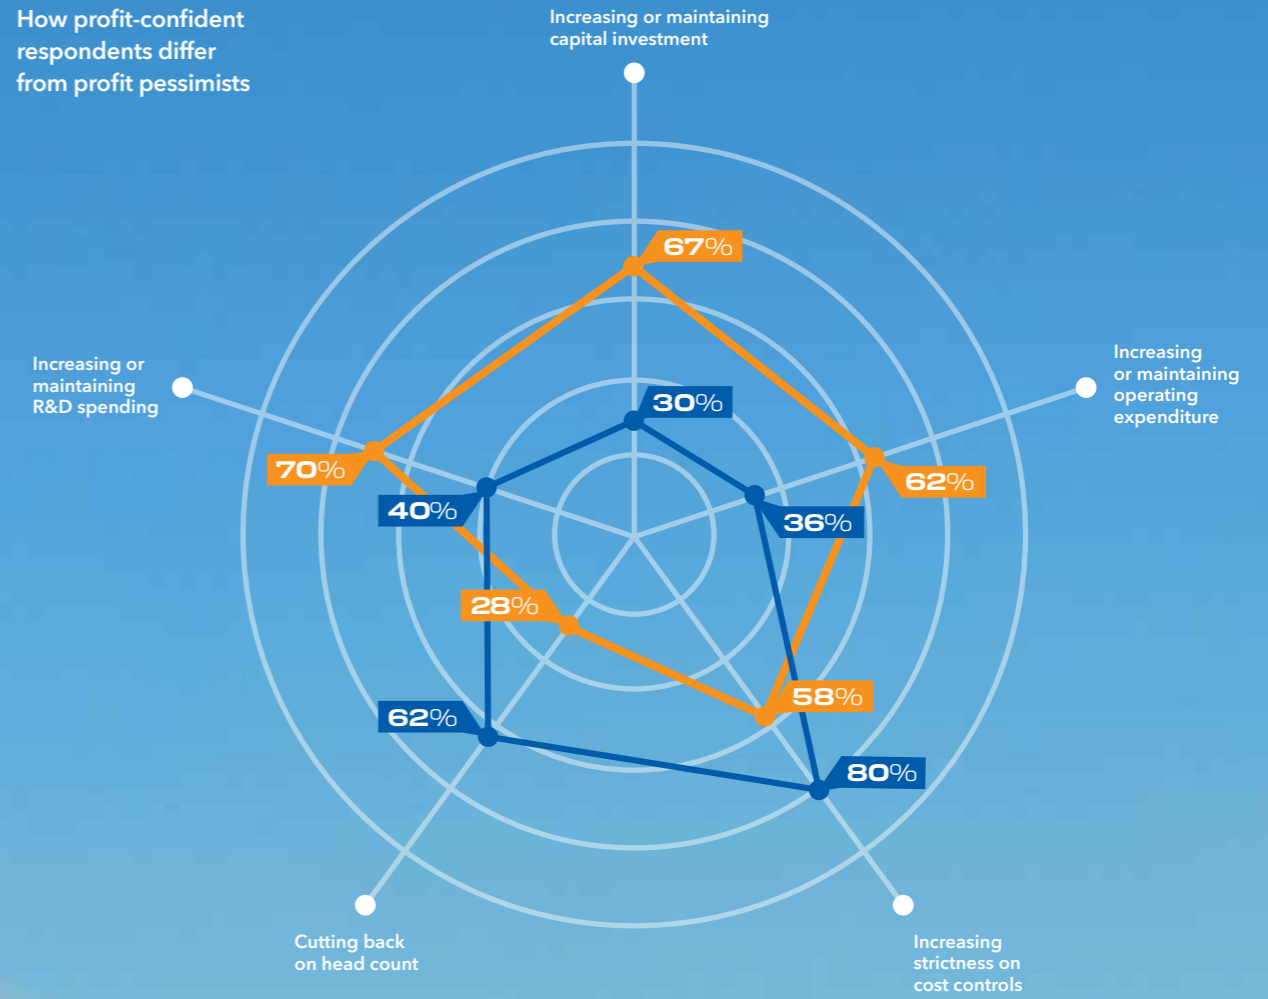 How profit-confident
respondents differ
from profit pessimists
Increasing or maintaining
capital investment
67%
30%
Increasing or
maintaining
R&D spending
Increasing
or maintaining
operating
expenditure
70%
62%
40%
36%
28%
58%
62%
80%
Cutting back
on head count
Increasing
strictness on
cost controls